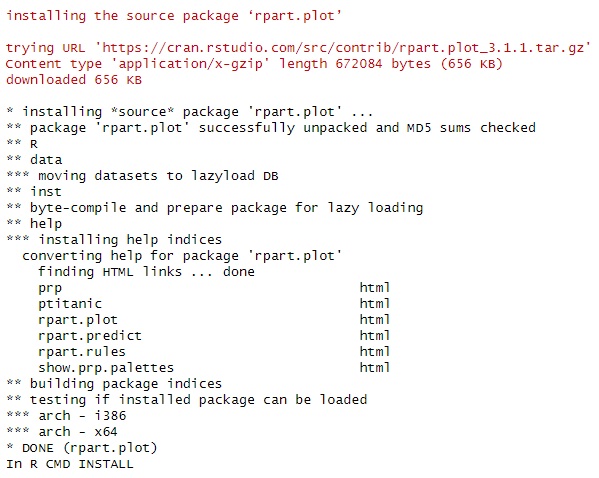 installing the source package ‘rpart.plot’
trying URL 'https://cran.rstudio.com/src/contrib/rpart.plot_3.1.1.tar.gz'
Content type 'application/x-gzip' length 672084 bytes (656 KB)
downloaded 656 KB
* installing *source* package 'rpart.plot' ...
** package 'rpart.plot' successfully unpacked and MD5 sums checked
** R
** data
*** moving datasets to lazyload DB
** inst
** byte-compile and prepare package for lazy loading
** help
*** installing help indices
  converting help for package 'rpart.plot'
    finding HTML links ... done
    prp                                     html
    ptitanic                                html
    rpart.plot                              html
    rpart.predict                           html
    rpart.rules                             html
    show.prp.palettes                       html
** building package indices
** testing if installed package can be loaded
*** arch - i386
*** arch - x64
* DONE (rpart.plot)
In R CMD INSTALL